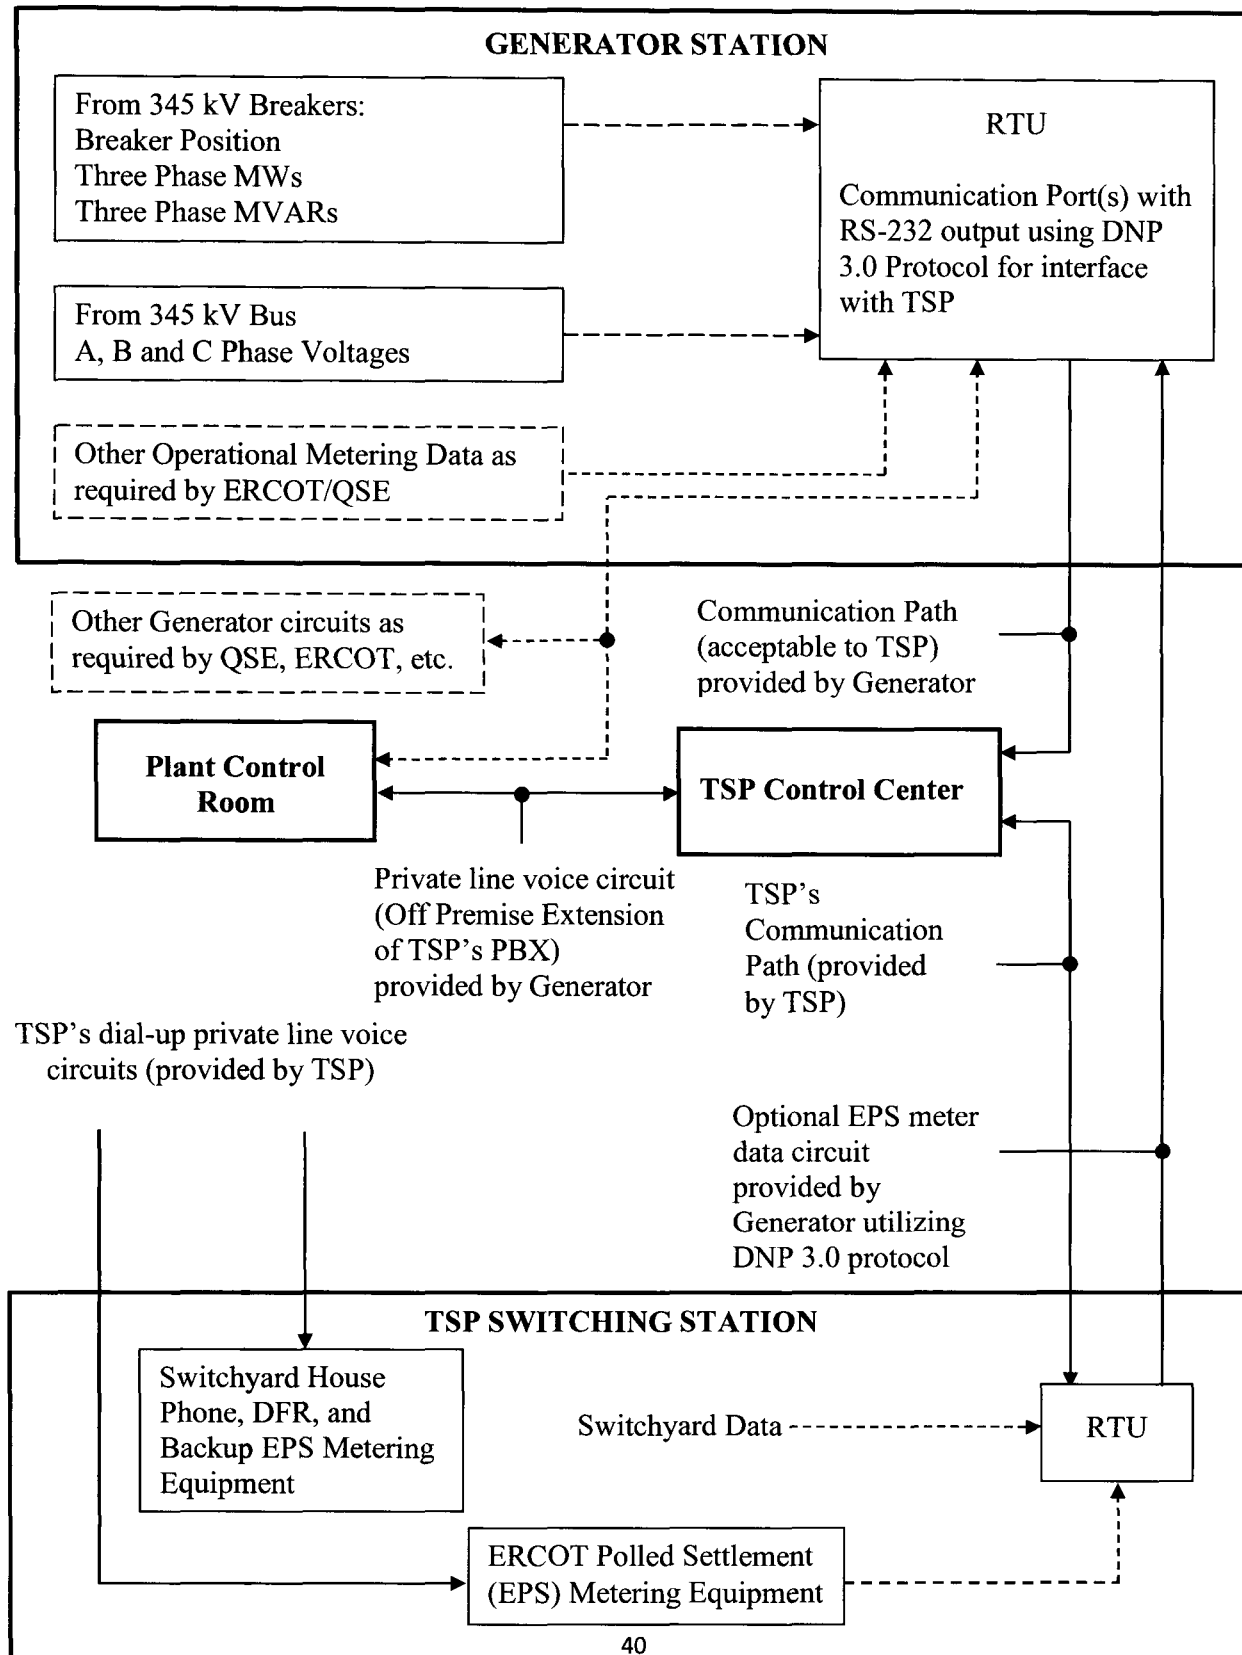 GENERATOR STATION
From 345 kV Breakers:
Breaker Position
Three Phase MWs
Three Phase MVARs
RTU
Communication Port(s) with
RS-232 output using DNP
3.0 Protocol for interface
with TSP
From 345 kV Bus
A, B and C Phase Voltages
Other Operational Metering Data as
required by ERCOT/QSE
Other Generator circuits as
required by QSE, ERCOT, etc.
Communication Path
(acceptable to TSP)
provided by Generator
Plant Control
Room
TSP Control Center
Private line voice circuit
(Off Premise Extension
of TSP's PBX)
provided by Generator
TSP's
Communication
Path (provided
by TSP)
TSP's dial-up private line voice
circuits (provided by TSP)
Optional EPS meter
data circuit
provided by
Generator utilizing
DNP 3.0 protocol
TSP SWITCHING STATION
Switchyard House
Phone, DFR, and
Backup EPS Metering
Equipment
Switchyard Data
RTU
ERCOT Polled Settlement
(EPS) Metering Equipment
40